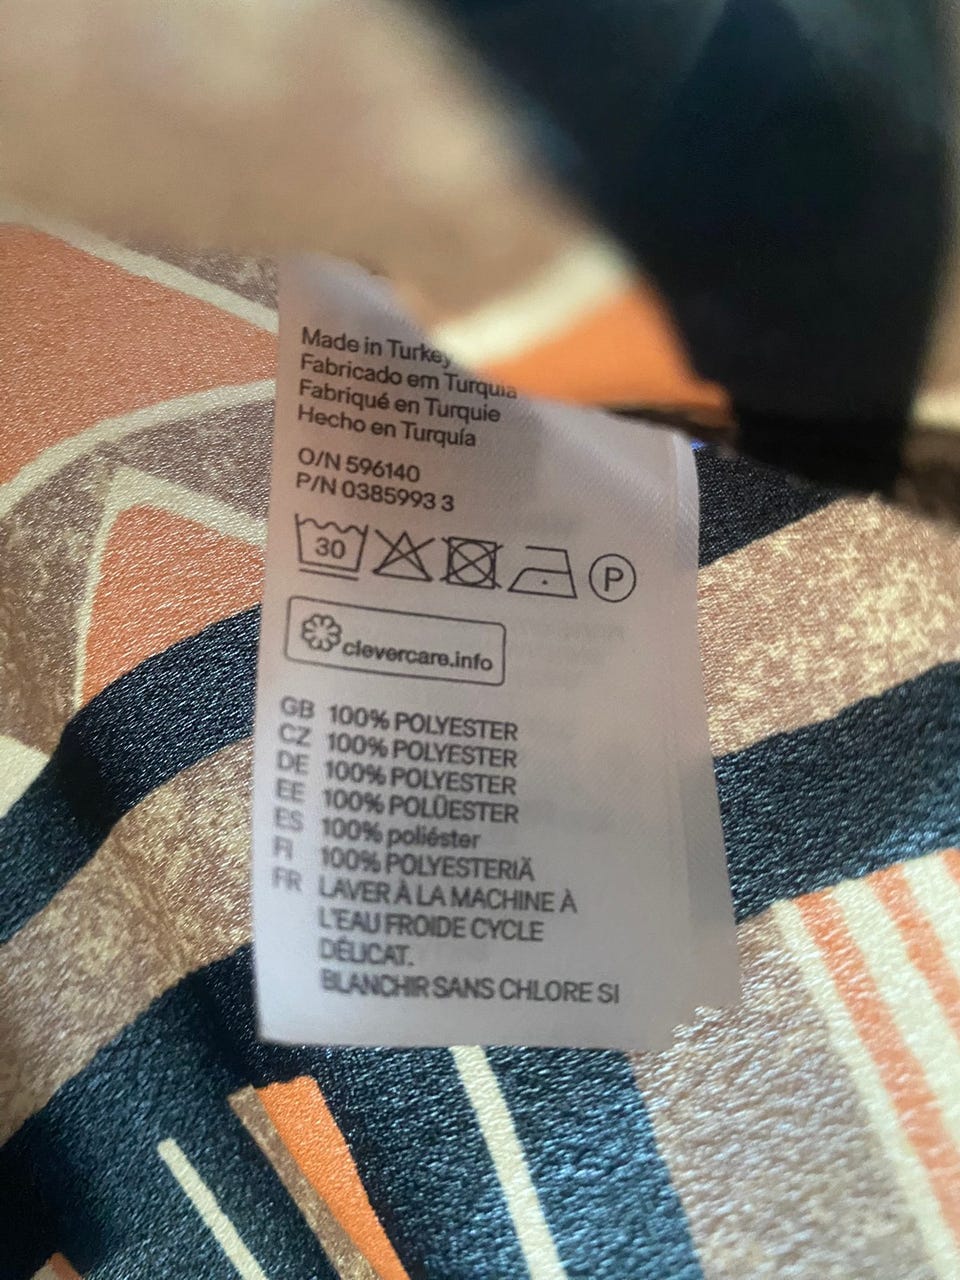 Made in Turkey
Fabricado em Turquia
Fabriqué en Turquie
Hecho en Turquía
O/N 596140
P/N 0385993 3
30 P
clevercare.info
GB 100% POLYESTER
CZ 100% POLYESTER
DE 100% POLYESTER
EE 100% POLÜESTER
ES 100% poliéster
FI 100% POLYESTERIÄ
FR LAVER À LA MACHINE À
L'EAU FROIDE CYCLE
DÉLICAT.
BLANCHIR SANS CHLORE SI